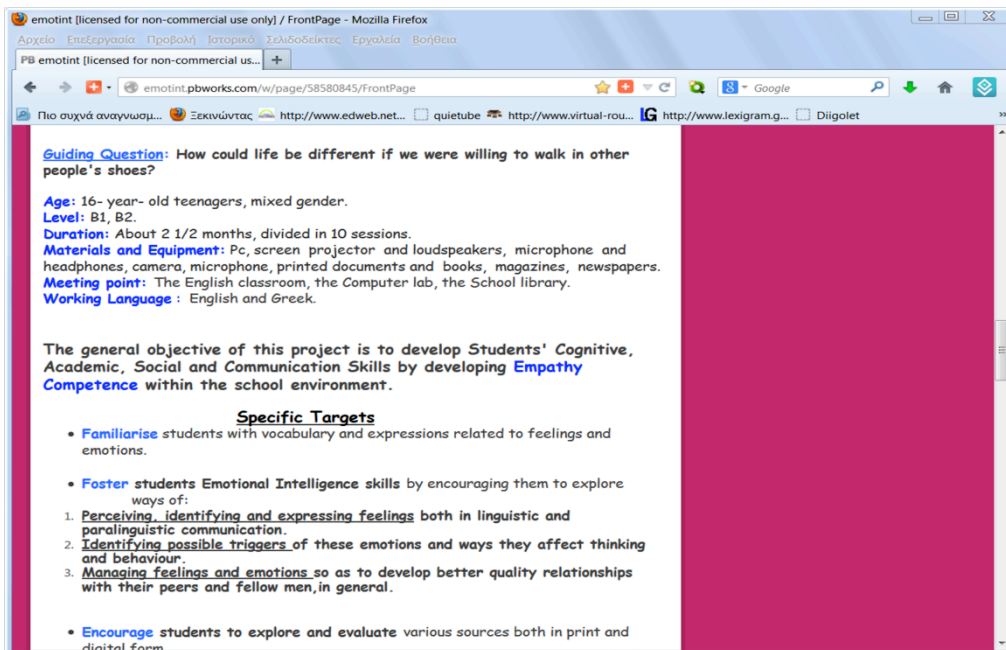 emotint [licensed for non-commercial use only] / FrontPage - Mozilla Firefox
Αρχείο Επεξεργασία Προβολή Ιστορικό Σελιδοδείκτες Εργαλεία Βοήθεια
PB emotint [licensed for non-commercial us... +
emotint.pbworks.com/w/page/58580845/FrontPage Google
Πιο συχνά αναγνωσμ... Ξεκινώντας http://www.edweb.net... quietube http://www.virtual-rou... LG http://www.lexigram.g... Diigolet »
Guiding Question: How could life be different if we were willing to walk in other
people's shoes?
Age: 16- year- old teenagers, mixed gender.
Level: B1, B2.
Duration: About 2 1/2 months, divided in 10 sessions.
Materials and Equipment: Pc, screen projector and loudspeakers, microphone and
headphones, camera, microphone, printed documents and books, magazines, newspapers.
Meeting point: The English classroom, the Computer lab, the School library.
Working Language : English and Greek.
The general objective of this project is to develop Students' Cognitive,
Academic, Social and Communication Skills by developing Empathy
Competence within the school environment.
Specific Targets
• Familiarise students with vocabulary and expressions related to feelings and
emotions.
• Foster students Emotional Intelligence skills by encouraging them to explore
ways of:
1. Perceiving, identifying and expressing feelings both in linguistic and
paralinguistic communication.
2. Identifying possible triggers of these emotions and ways they affect thinking
and behaviour.
3. Managing feelings and emotions so as to develop better quality relationships
with their peers and fellow men,in general.
• Encourage students to explore and evaluate various sources both in print and
digital form